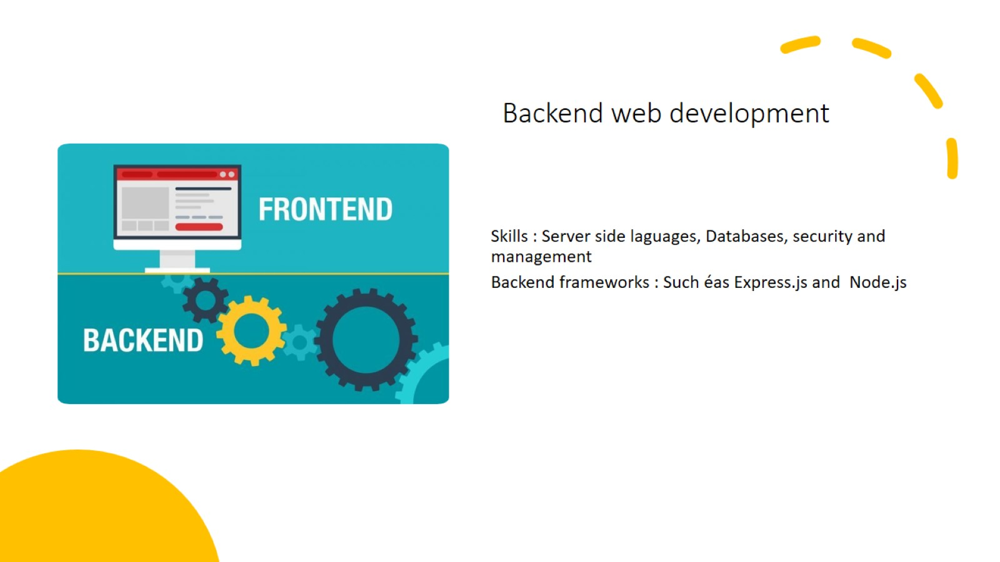 Backend web development
FRONTEND
BACKEND
Skills : Server side laguages, Databases, security and
management
Backend frameworks : Such éas Express.js and  Node.js